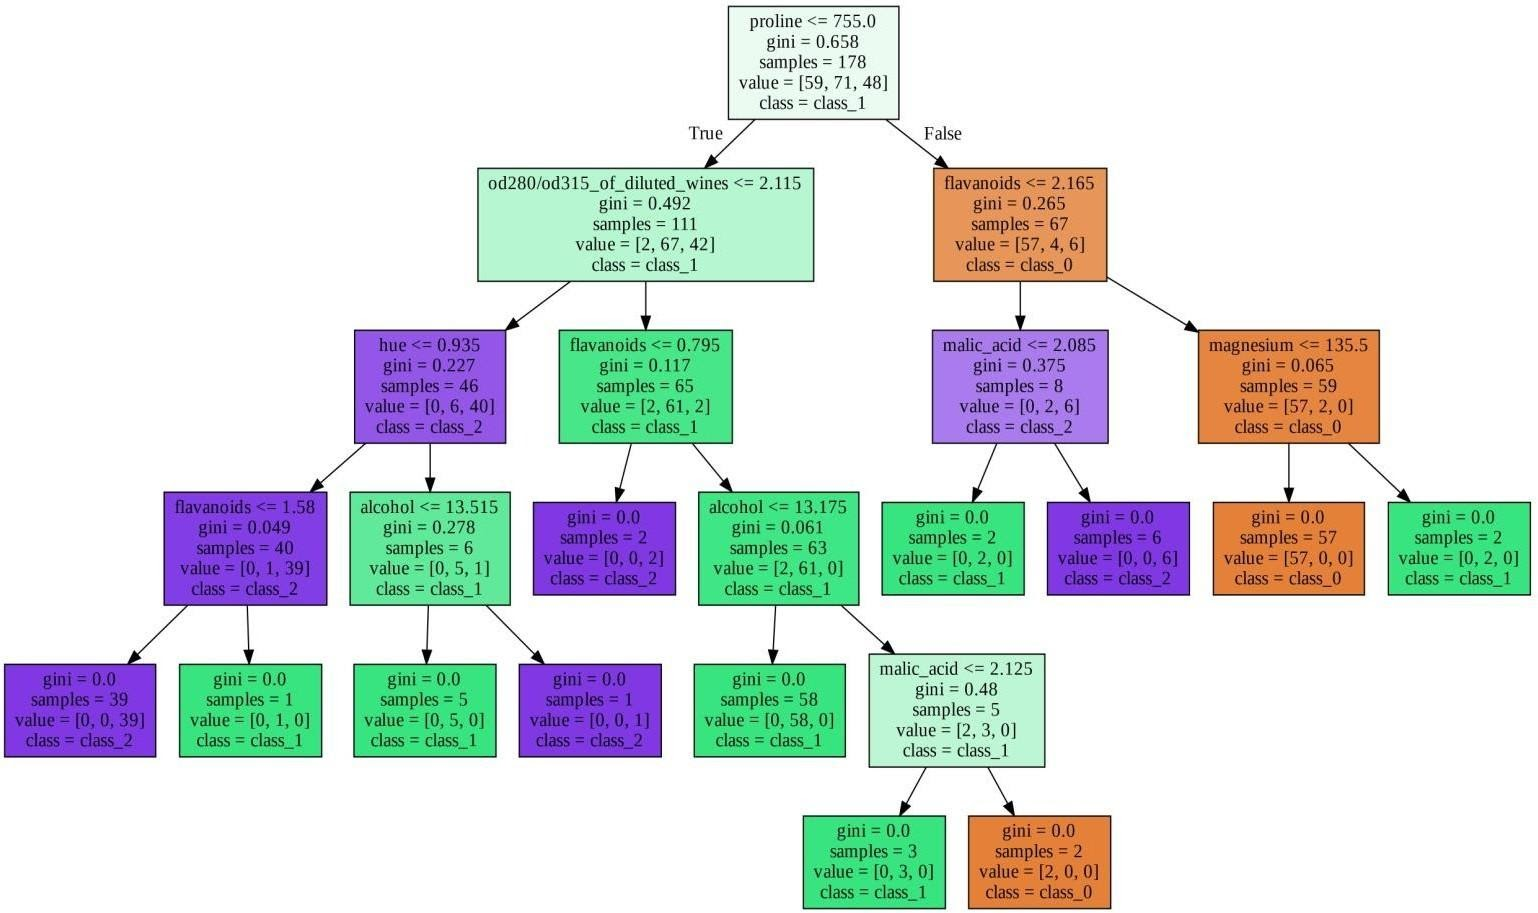 proline <= 755.0
gini = 0.658
samples = 178
value = [59, 71, 48]
class = class_1
True
False
od280/od315_of_diluted_wines <= 2.115
gini = 0.492
samples = 111
value = [2, 67, 42]
class = class_1
flavanoids <= 2.165
gini = 0.265
samples = 67
value = [57, 4, 6]
class = class_0
hue <= 0.935
gini = 0.227
samples = 46
value = [0, 6, 40]
class = class_2
flavanoids <= 0.795
gini = 0.117
samples = 65
value = [2, 61, 2]
class = class_1
malic_acid <= 2.085
gini = 0.375
samples = 8
value = [0, 2, 6]
class = class_2
magnesium <= 135.5
gini = 0.065
samples = 59
value = [57, 2, 0]
class = class_0
flavanoids <= 1.58
gini = 0.049
samples = 40
value = [0, 1, 39]
class = class_2
alcohol <= 13.515
gini = 0.278
samples = 6
value = [0, 5, 1]
class = class_1
gini = 0.0
samples = 2
value = [0, 0, 2]
class = class_2
alcohol <= 13.175
gini = 0.061
samples = 63
value = [2, 61, 0]
class = class_1
gini = 0.0
samples = 2
value = [0, 2, 0]
class = class_1
gini = 0.0
samples = 6
value = [0, 0, 6]
class = class_2
gini = 0.0
samples = 57
value = [57, 0, 0]
class = class_0
gini = 0.0
samples = 2
value = [0, 2, 0]
class = class_1
gini = 0.0
samples = 39
value = [0, 0, 39]
class = class_2
gini = 0.0
samples = 1
value = [0, 1, 0]
class = class_1
gini = 0.0
samples = 5
value = [0, 5, 0]
class = class_1
gini = 0.0
samples = 1
value = [0, 0, 1]
class = class_2
gini = 0.0
samples = 58
value = [0, 58, 0]
class = class_1
malic_acid <= 2.125
gini = 0.48
samples = 5
value = [2, 3, 0]
class = class_1
gini = 0.0
samples = 3
value = [0, 3, 0]
class = class_1
gini = 0.0
samples = 2
value = [2, 0, 0]
class = class_0